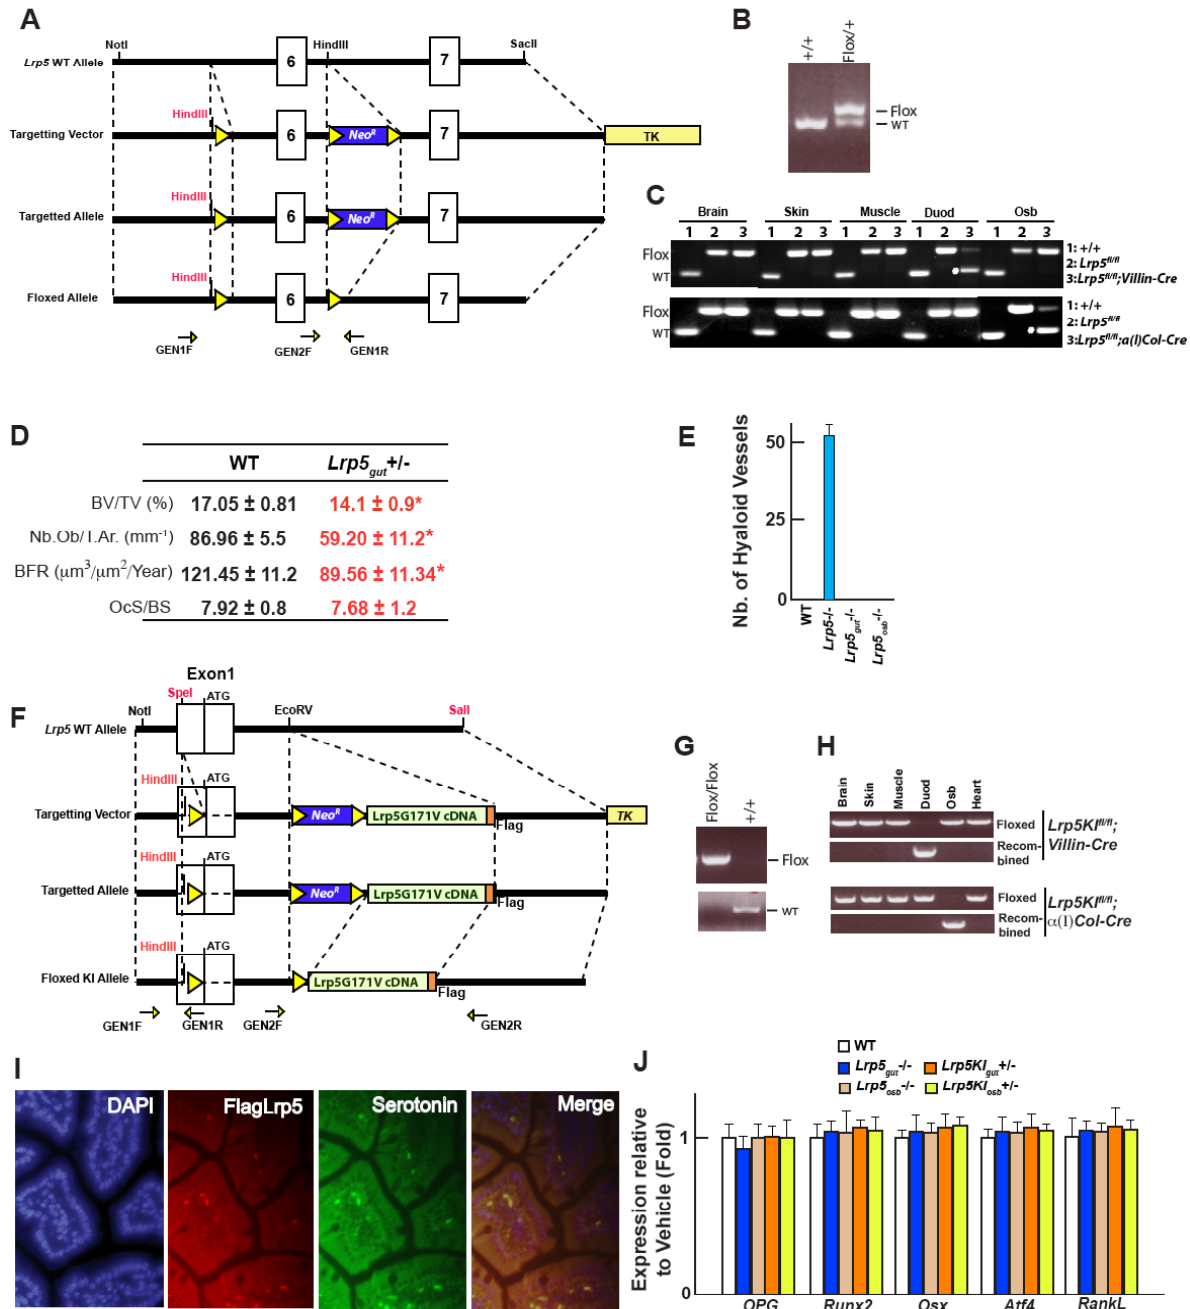 A
NotI
HindIII
SacII
Lrp5 WT Allele
6
7
HindIII
Targetting Vector
6
NeoR
7
TK
HindIII
Targetted Allele
6
NeoR
7
HindIII
Floxed Allele
6
7
GEN1F
GEN2F
GEN1R
B
+/+
Flox/+
Flox
WT
C
Brain
Skin
Muscle
Duod
Osb
1 2 3 1 2 3 1 2 3 1 2 3 1 2 3
Flox
WT
1: +/+
2: Lrp5fl/fl
3:Lrp5fl/fl;Villin-Cre
Flox
WT
1: +/+
2: Lrp5fl/fl
3:Lrp5fl/fl;α(I)Col-Cre
D
WT Lrp5gut+/-
BV/TV (%) 17.05 ± 0.81 14.1 ± 0.9*
Nb.Ob/T.Ar. (mm-1) 86.96 ± 5.5 59.20 ± 11.2*
BFR (µm3/µm2/Year) 121.45 ± 11.2 89.56 ± 11.34*
OcS/BS 7.92 ± 0.8 7.68 ± 1.2
E
Nb. of Hyaloid Vessels
50
25
0
WT
Lrp5-/-
Lrp5gut-/-
Lrp5osb-/-
F
Exon1
SpeI
ATG
NotI
EcoRV
SalI
Lrp5 WT Allele
HindIII
ATG
Targetting Vector
NeoR
Lrp5G171V cDNA
Flag
TK
HindIII
ATG
Targetted Allele
NeoR
Lrp5G171V cDNA
Flag
HindIII
ATG
Floxed KI Allele
Lrp5G171V cDNA
Flag
GEN1F
GEN1R
GEN2F
GEN2R
G
Flox/Flox
+/+
Flox
WT
H
Brain
Skin
Muscle
Duod
Osb
Heart
Floxed
Recom-
bined
Lrp5KIfl/fl;
Villin-Cre
Floxed
Recom-
bined
Lrp5KIfl/fl;
α(I)Col-Cre
I
DAPI
FlagLrp5
Serotonin
Merge
J
WT
Lrp5gut-/-
Lrp5KIgut+/-
Lrp5osb-/-
Lrp5KIosb+/-
Expression relative
to Vehicle (Fold)
1
0
OPG
Runx2
Osx
Atf4
RankL